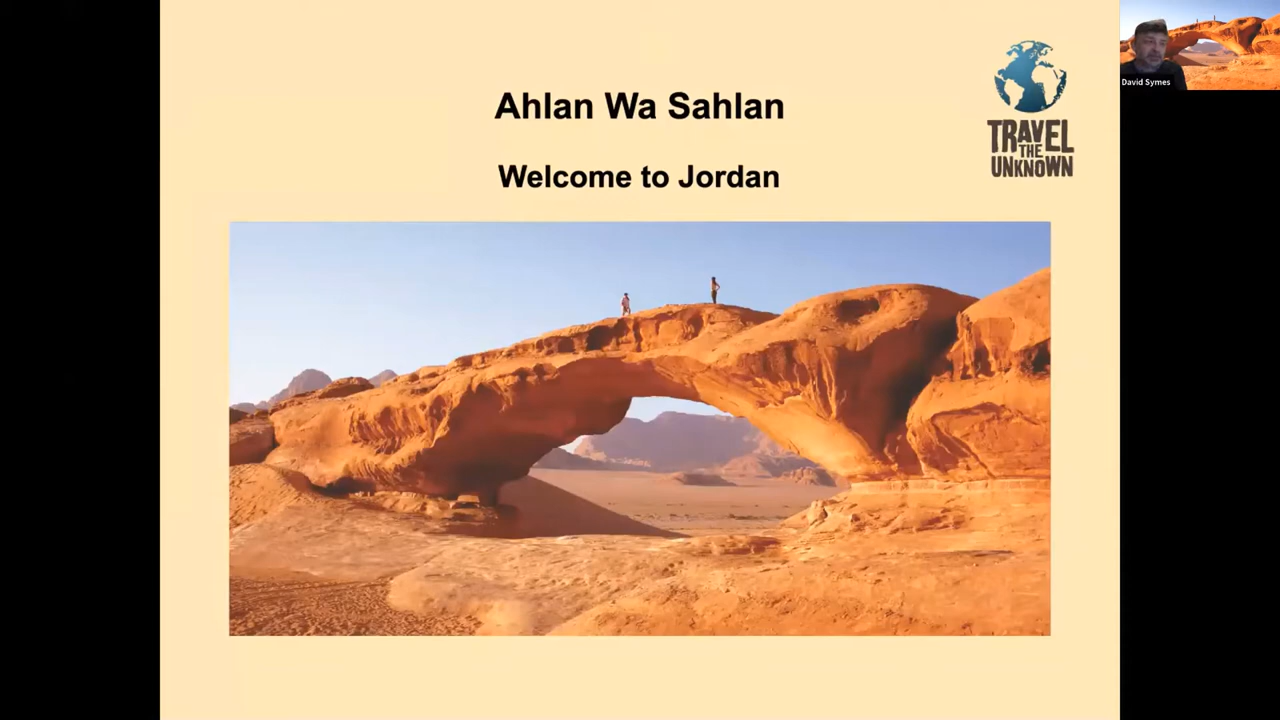 Ahlan Wa Sahlan
Welcome to Jordan
TRAVEL
THE
UNKNOWN
David Symes